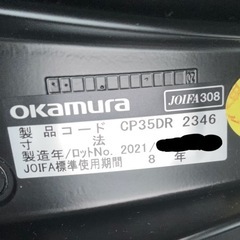 02
okamura
JOIFA308
製品コード CP35DR 2346
寸法
製造年/ロットNo. 2021/
JOIFA標準使用期間 8 年